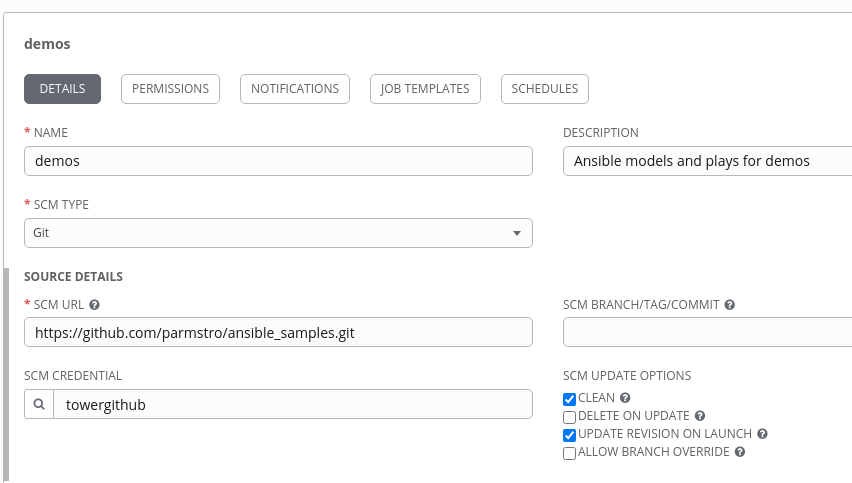 demos
DETAILS PERMISSIONS NOTIFICATIONS JOB TEMPLATES SCHEDULES
* NAME DESCRIPTION
demos Ansible models and plays for demos
* SCM TYPE
Git
SOURCE DETAILS
* SCM URL ? SCM BRANCH/TAG/COMMIT ?
https://github.com/parmstro/ansible_samples.git
SCM CREDENTIAL SCM UPDATE OPTIONS
towergithub
CLEAN ?
DELETE ON UPDATE ?
UPDATE REVISION ON LAUNCH ?
ALLOW BRANCH OVERRIDE ?